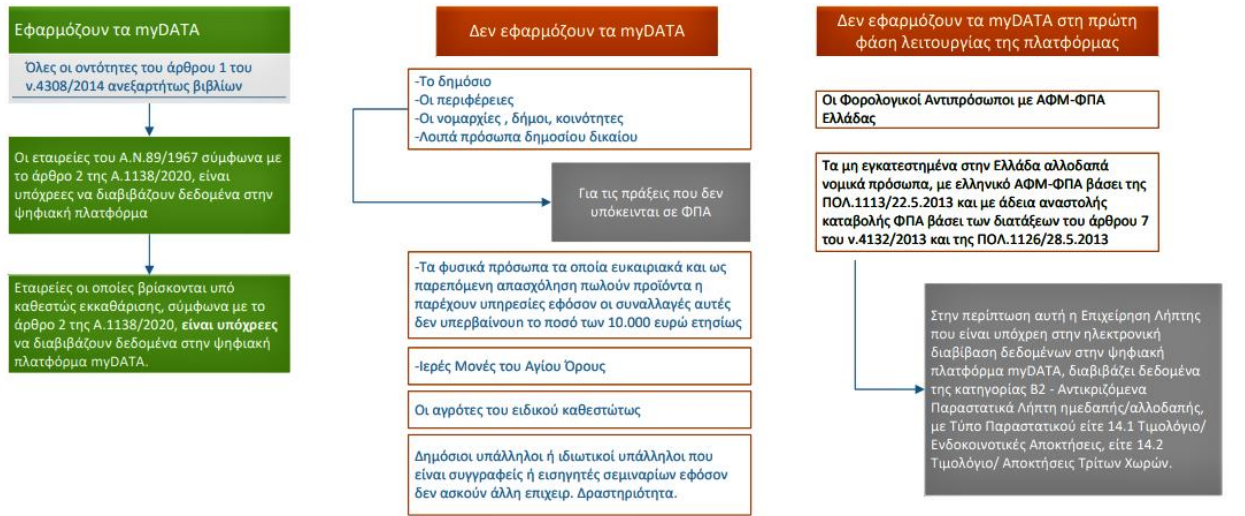 Εφαρμόζουν τα myDATA
Όλες οι οντότητες του άρθρου 1 του
ν.4308/2014 ανεξαρτήτως βιβλίων
Οι εταιρείες του Α.Ν.89/1967 σύμφωνα με
το άρθρο 2 της Α.1138/2020, είναι
υπόχρεες να διαβιβάζουν δεδομένα στην
ψηφιακή πλατφόρμα
Εταιρείες οι οποίες βρίσκονται υπό
καθεστώς εκκαθάρισης, σύμφωνα με το
άρθρο 2 της Α.1138/2020, είναι υπόχρεες
να διαβιβάζουν δεδομένα στην ψηφιακή
πλατφόρμα myDATA.
Δεν εφαρμόζουν τα myDATA
-Το δημόσιο
-Οι περιφέρειες
-Οι νομαρχίες , δήμοι, κοινότητες
-Λοιπά πρόσωπα δημοσίου δικαίου
Για τις πράξεις που δεν
υπόκεινται σε ΦΠΑ
-Τα φυσικά πρόσωπα τα οποία ευκαιριακά και ως
παρεπόμενη απασχόληση πωλούν προϊόντα η
παρέχουν υπηρεσίες εφόσον οι συναλλαγές αυτές
δεν υπερβαίνουn το ποσό των 10.000 ευρώ ετησίως
-Ιερές Μονές του Αγίου Όρους
Οι αγρότες του ειδικού καθεστώτως
Δημόσιοι υπάλληλοι ή ιδιωτικοί υπάλληλοι που
είναι συγγραφείς ή εισηγητές σεμιναρίων εφόσον
δεν ασκούν άλλη επιχειρ. Δραστηριότητα.
Δεν εφαρμόζουν τα myDATA στη πρώτη
φάση λειτουργίας της πλατφόρμας
Οι Φορολογικοί Αντιπρόσωποι με ΑΦΜ-ΦΠΑ
Ελλάδας
Τα μη εγκατεστημένα στην Ελλάδα αλλοδαπά
νομικά πρόσωπα, με ελληνικό ΑΦΜ-ΦΠΑ βάσει της
ΠΟΛ.1113/22.5.2013 και με άδεια αναστολής
καταβολής ΦΠΑ βάσει των διατάξεων του άρθρου 7
του ν.4132/2013 και της ΠΟΛ.1126/28.5.2013
Στην περίπτωση αυτή η Επιχείρηση Λήπτης
που είναι υπόχρεη στην ηλεκτρονική
διαβίβαση δεδομένων στην ψηφιακή
πλατφόρμα myDATA, διαβιβάζει δεδομένα
της κατηγορίας Β2 - Αντικριζόμενα
Παραστατικά Λήπτη ημεδαπής/αλλοδαπής,
με Τύπο Παραστατικού είτε 14.1 Τιμολόγιο/
Ενδοκοινοτικές Αποκτήσεις, είτε 14.2
Τιμολόγιο/ Αποκτήσεις Τρίτων Χωρών.